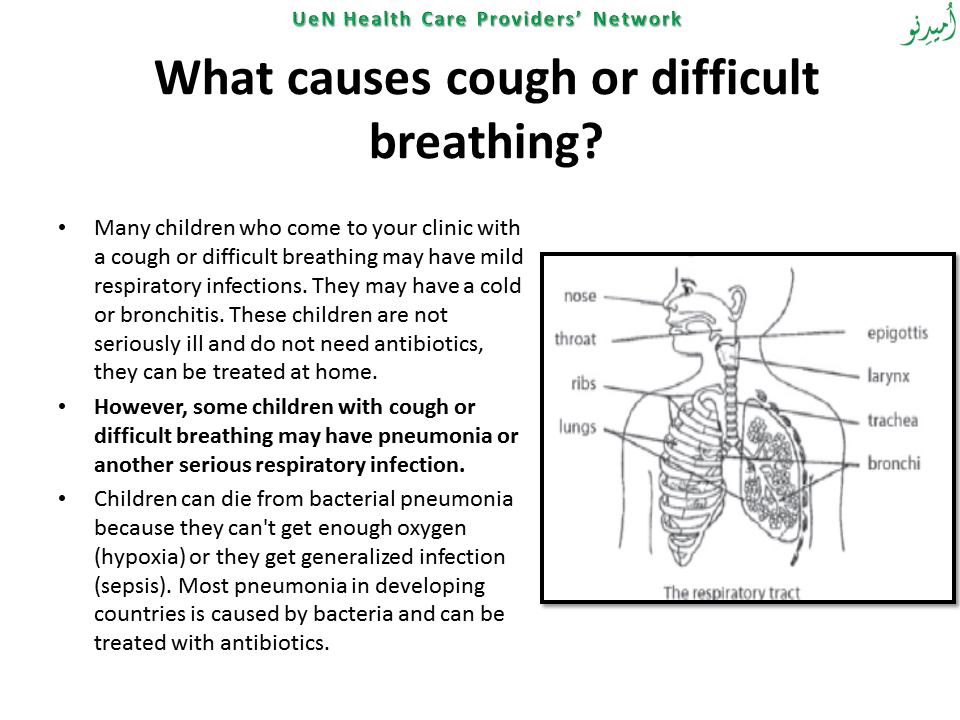 UeN Health Care Providers’ Network
اُمیدِنو
What causes cough or difficult
breathing?
• Many children who come to your clinic with
a cough or difficult breathing may have mild
respiratory infections. They may have a cold
or bronchitis. These children are not
seriously ill and do not need antibiotics,
they can be treated at home.
• However, some children with cough or
difficult breathing may have pneumonia or
another serious respiratory infection.
• Children can die from bacterial pneumonia
because they can't get enough oxygen
(hypoxia) or they get generalized infection
(sepsis). Most pneumonia in developing
countries is caused by bacteria and can be
treated with antibiotics.
nose
throat
ribs
lungs
epigottis
larynx
trachea
bronchi
The respiratory tract